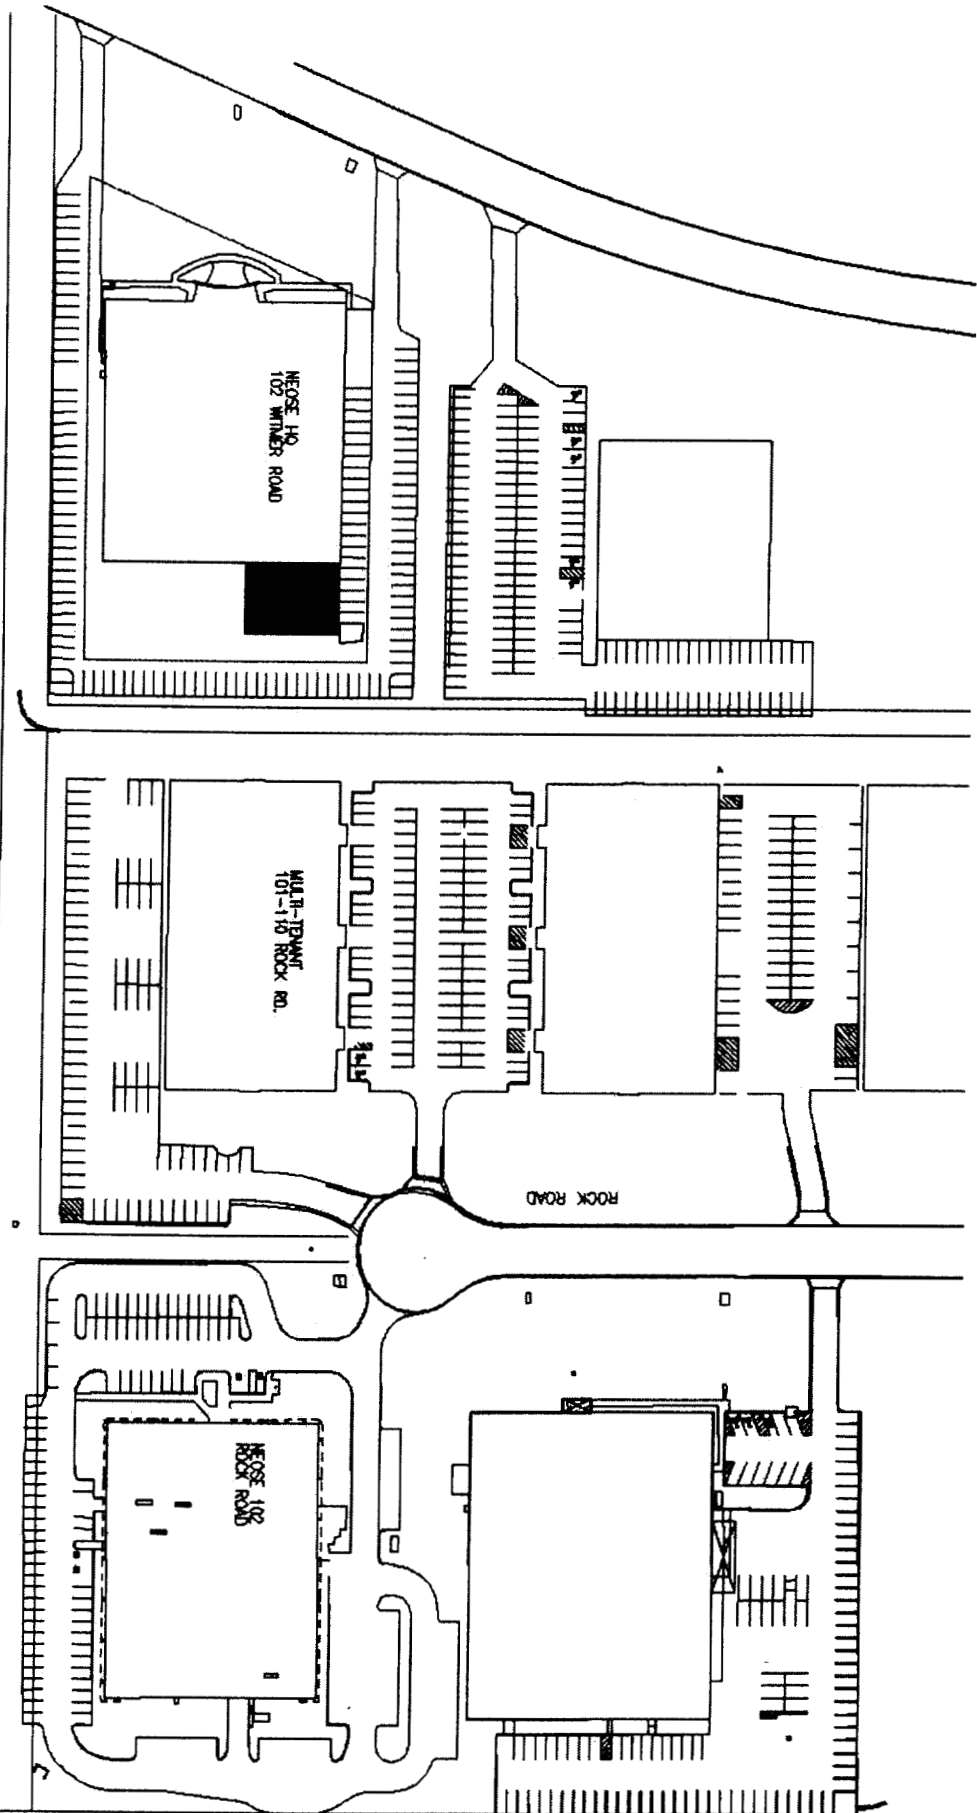 NEOSE HQ
102 WITMER ROAD
MULTI-TENANT
101-110 ROCK RD.
ROCK ROAD
NEOSE 102
ROCK ROAD